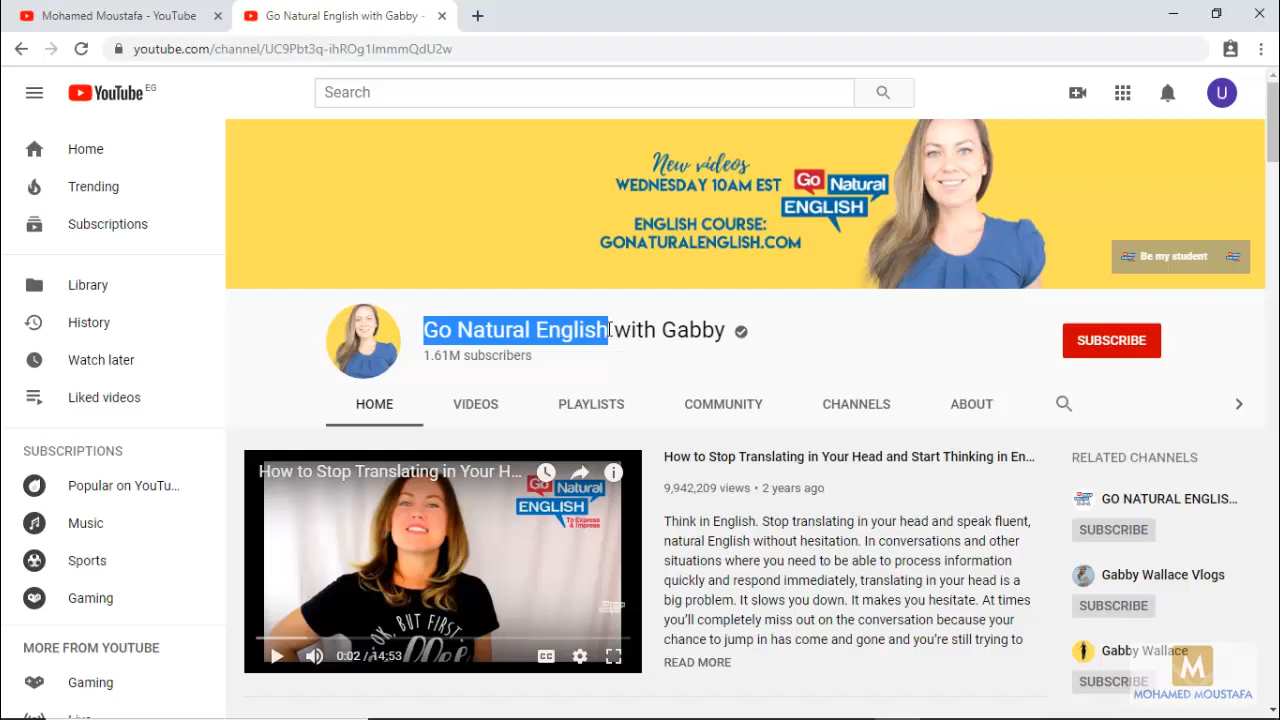 Mohamed Moustafa - YouTube
Go Natural English with Gabby -
youtube.com/channel/UC9Pbt3q-ihROg1ImmmQdU2w
YouTube EG
Search
U
Home
Trending
Subscriptions
Library
History
Watch later
Liked videos
SUBSCRIPTIONS
Popular on YouTu...
Music
Sports
Gaming
MORE FROM YOUTUBE
Gaming
Live
New videos
WEDNESDAY 10AM EST
ENGLISH COURSE:
GONATURALENGLISH.COM
Go Natural
ENGLISH
Be my student
Go Natural English with Gabby
1.61M subscribers
SUBSCRIBE
HOME
VIDEOS
PLAYLISTS
COMMUNITY
CHANNELS
ABOUT
How to Stop Translating in Your H...
Go Natural
ENGLISH
To Express
& Impress
OK, BUT FIRST,
0:02 / 14:53
CC
How to Stop Translating in Your Head and Start Thinking in En...
9,942,209 views • 2 years ago
Think in English. Stop translating in your head and speak fluent,
natural English without hesitation. In conversations and other
situations where you need to be able to process information
quickly and respond immediately, translating in your head is a
big problem. It slows you down. It makes you hesitate. At times
you'll completely miss out on the conversation because your
chance to jump in has come and gone and you're still trying to
READ MORE
RELATED CHANNELS
GO NATURAL ENGLIS...
SUBSCRIBE
Gabby Wallace Vlogs
SUBSCRIBE
Gabby Wallace
SUBSCRIBE
M
MOHAMED MOUSTAFA